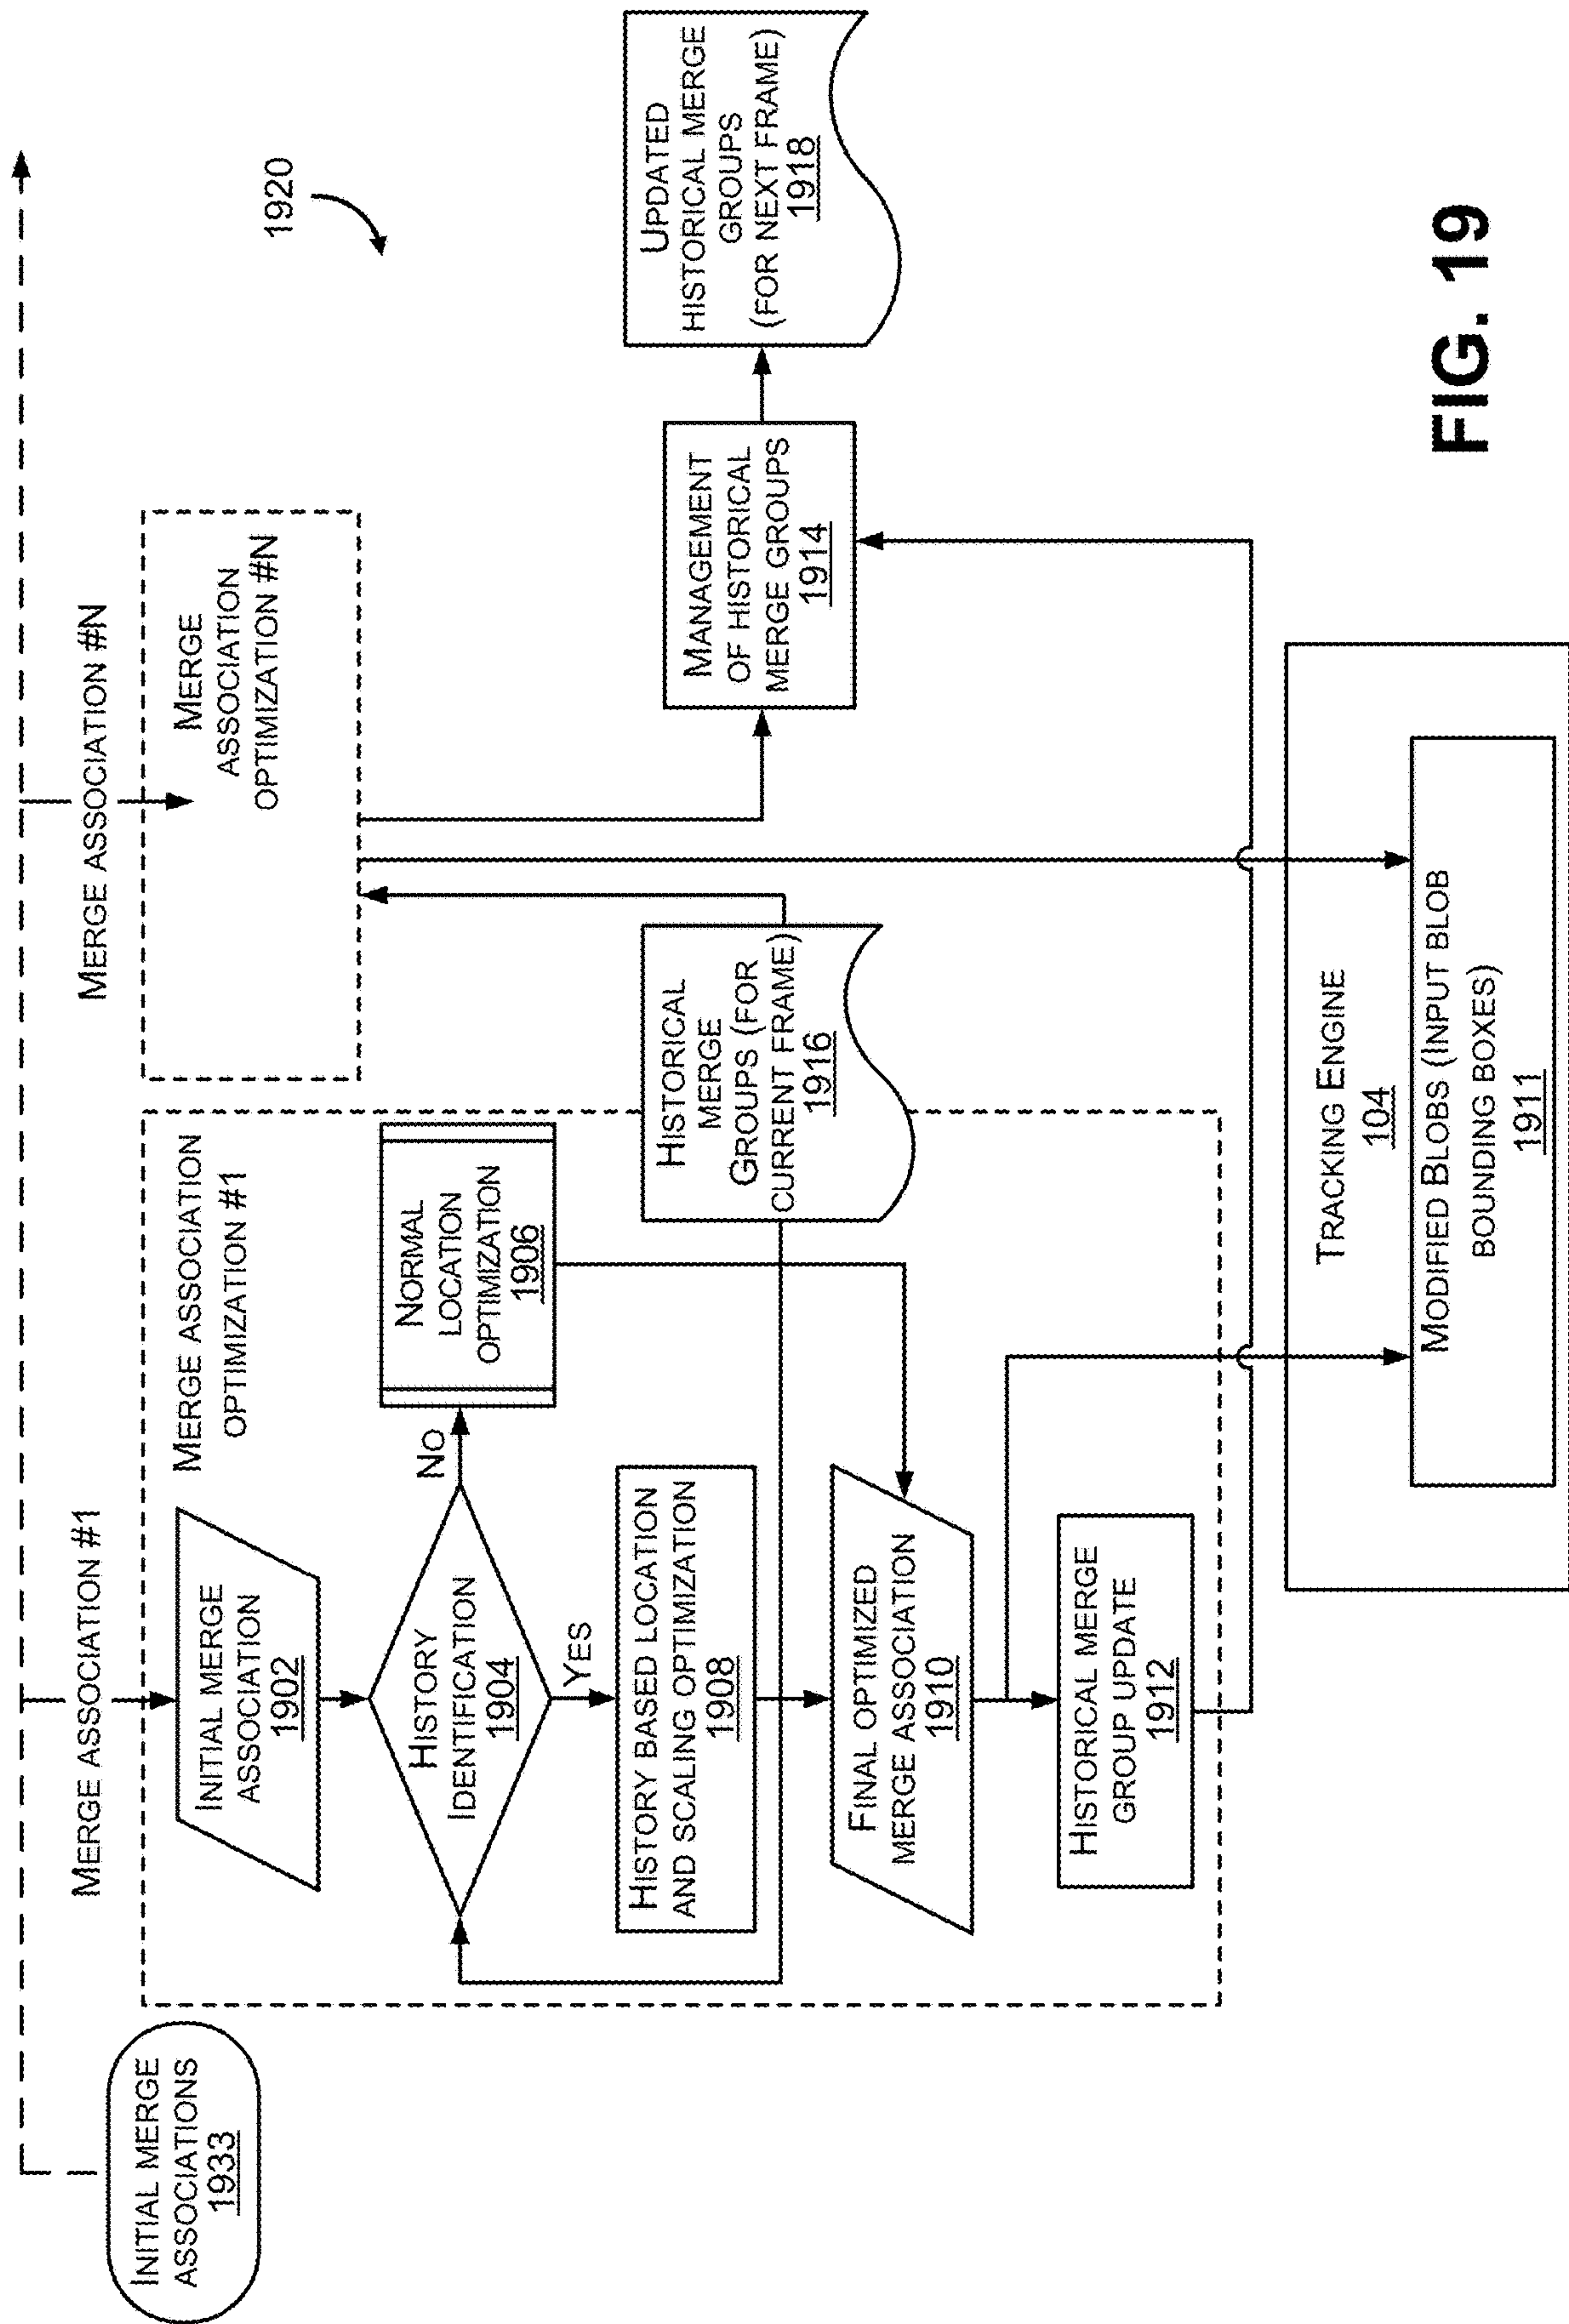 INITIAL MERGE
ASSOCIATIONS
1933
MERGE ASSOCIATION #1
MERGE ASSOCIATION #N
MERGE ASSOCIATION
OPTIMIZATION #1
INITIAL MERGE
ASSOCIATION
1902
HISTORY
IDENTIFICATION
1904
NO
NORMAL
LOCATION
OPTIMIZATION
1906
YES
HISTORY BASED LOCATION
AND SCALING OPTIMIZATION
1908
FINAL OPTIMIZED
MERGE ASSOCIATION
1910
HISTORICAL MERGE
GROUP UPDATE
1912
HISTORICAL
MERGE
GROUPS (FOR
CURRENT FRAME)
1916
MERGE
ASSOCIATION
OPTIMIZATION #N
1920
MANAGEMENT
OF HISTORICAL
MERGE GROUPS
1914
UPDATED
HISTORICAL MERGE
GROUPS
(FOR NEXT FRAME)
1918
TRACKING ENGINE
104
MODIFIED BLOBS (INPUT BLOB
BOUNDING BOXES)
1911
FIG. 19